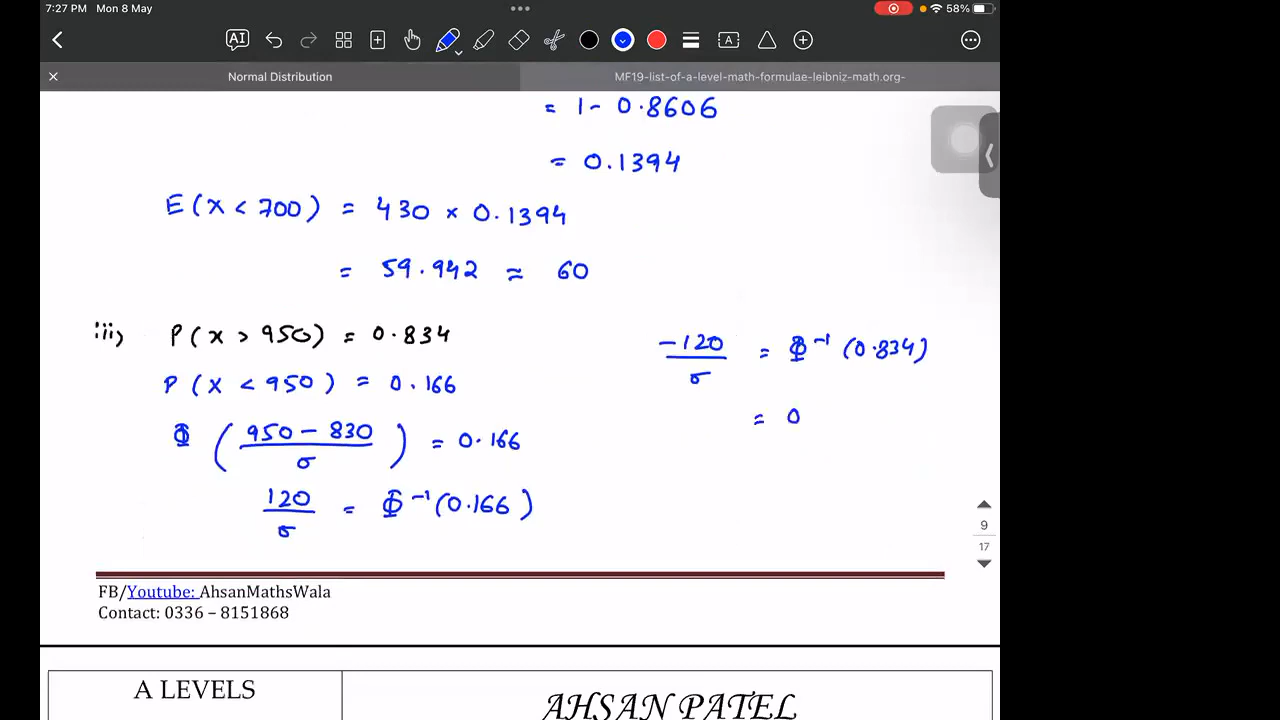 7:27 PM Mon 8 May
58%
AI
A
Normal Distribution
MF19-list-of-a-level-math-formulae-leibniz-math.org-
= 1 - 0.8606
= 0.1394
E(x < 700) = 430 × 0.1394
= 59.942 ≈ 60
iii, P(x > 950) = 0.834
P(x < 950) = 0.166
Φ(950 - 830 / σ) = 0.166
120/σ = Φ⁻¹(0.166)
-120/σ = Φ⁻¹(0.834)
= 0
9
17
FB/Youtube: AhsanMathsWala
Contact: 0336 – 8151868
A LEVELS
AHSAN PATEL